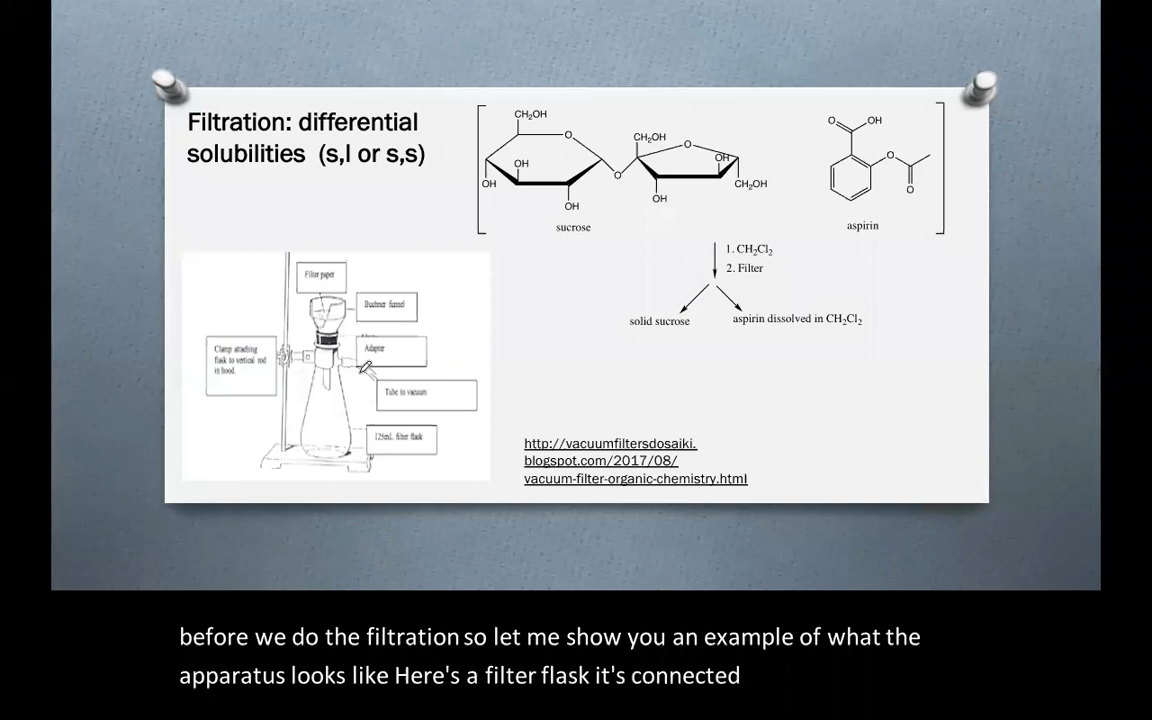 Filtration: differential
solubilities (s,l or s,s)
CH₂OH
O
OH
OH
OH
O
CH₂OH
O
OH
OH
CH₂OH
sucrose
O
OH
O
O
aspirin
1. CH₂Cl₂
2. Filter
solid sucrose
aspirin dissolved in CH₂Cl₂
Filter paper
Buchner funnel
Clamp attaching
flask to vertical rod
in hood.
Adapter
Tube to vacuum
125mL filter flask
http://vacuumfiltersdosaiki.
blogspot.com/2017/08/
vacuum-filter-organic-chemistry.html
before we do the filtration so let me show you an example of what the
apparatus looks like Here's a filter flask it's connected